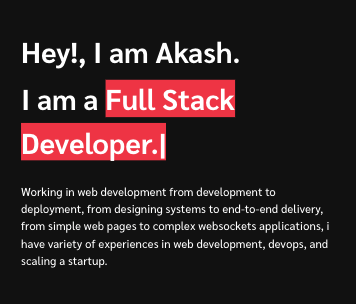 Hey!, I am Akash.
I am a Full Stack
Developer.|
Working in web development from development to
deployment, from designing systems to end-to-end delivery,
from simple web pages to complex websockets applications, i
have variety of experiences in web development, devops, and
scaling a startup.